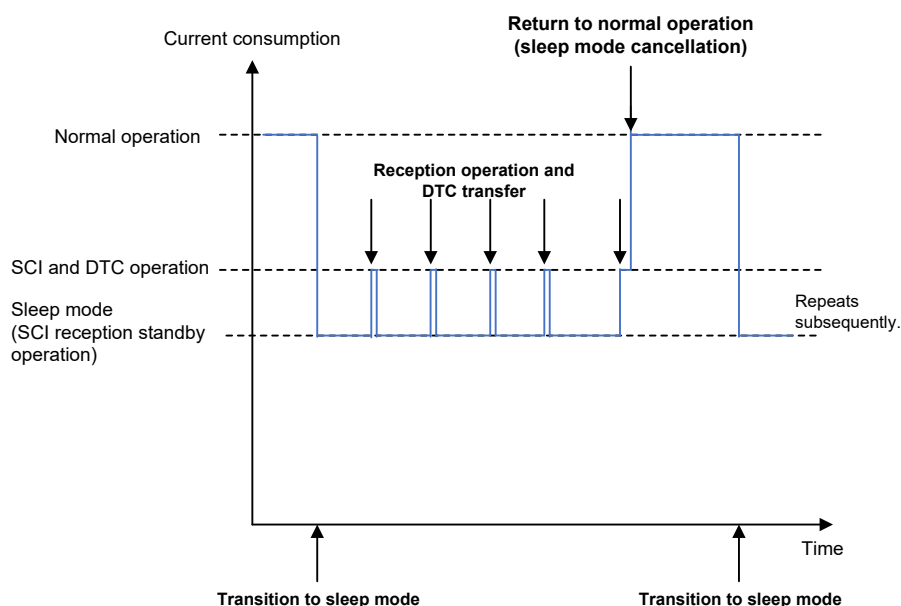 Return to normal operation
(sleep mode cancellation)
Current consumption
Normal operation
Reception operation and
DTC transfer
SCI and DTC operation
Sleep mode
(SCI reception standby
operation)
Repeats
subsequently.
Time
Transition to sleep mode
Transition to sleep mode